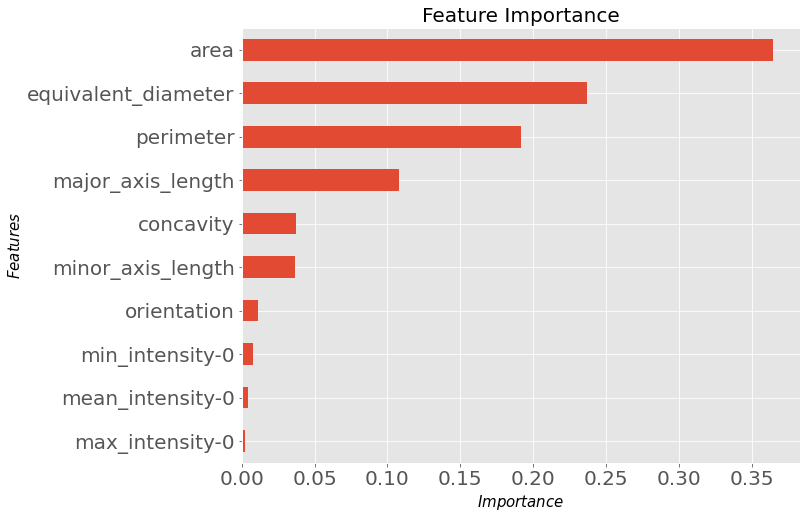 Feature Importance
area
equivalent_diameter
perimeter
major_axis_length
concavity
minor_axis_length
orientation
min_intensity-0
mean_intensity-0
max_intensity-0
Features
0.00 0.05 0.10 0.15 0.20 0.25 0.30 0.35
Importance